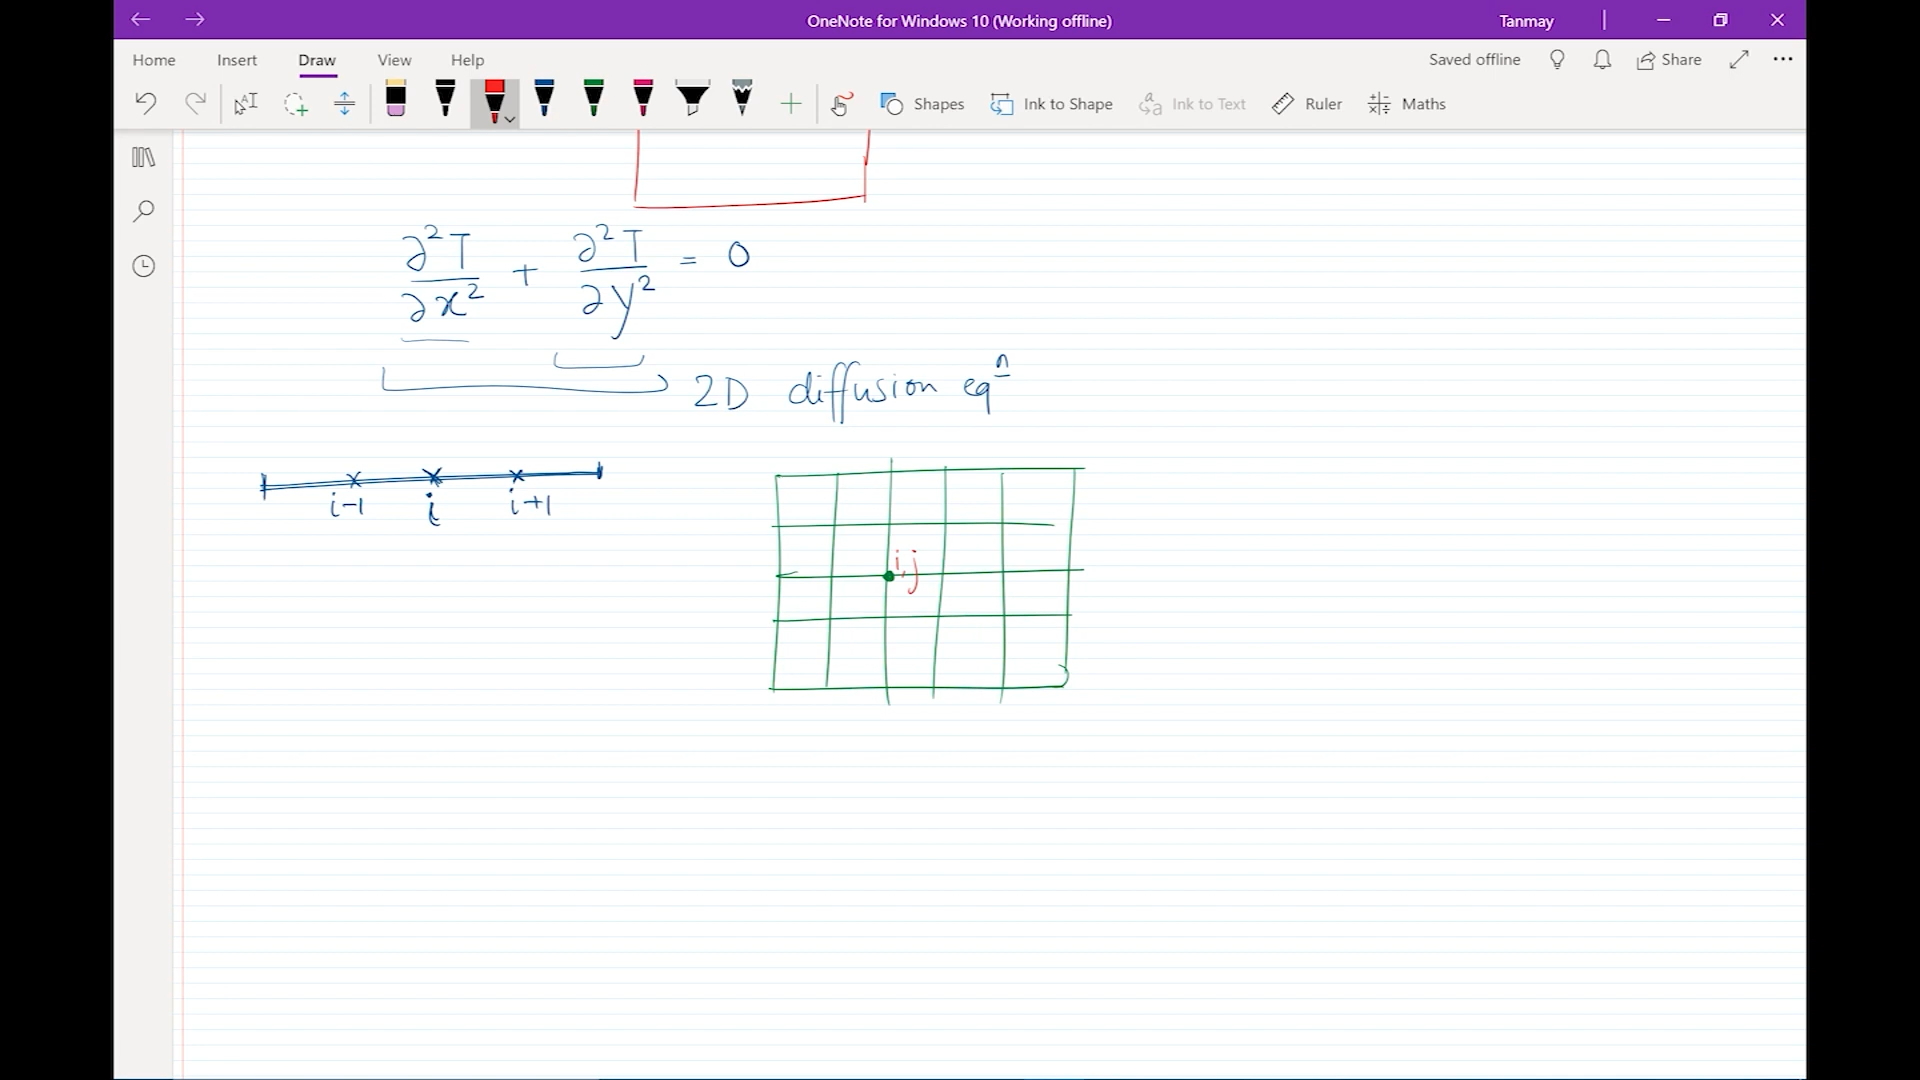 OneNote for Windows 10 (Working offline)
Tanmay
Home Insert Draw View Help
Saved offline Share
Shapes Ink to Shape Ink to Text Ruler Maths
∂²T/∂x² + ∂²T/∂y² = 0
2D diffusion eqⁿ
i-1 i i+1
i,j